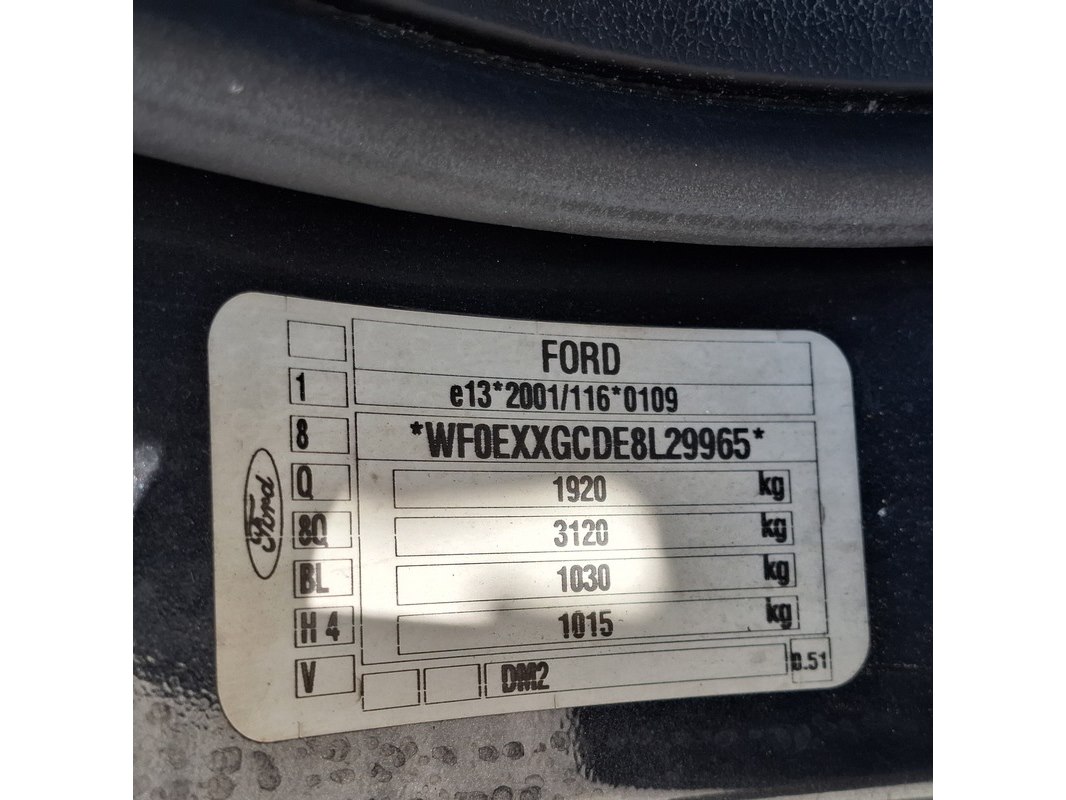 FORD
1 e13*2001/116*0109
8 *WF0EXXGCDE8L29965*
Q 1920 kg
8Q 3120 kg
BL 1030 kg
H 4 1015 kg
V DM2 0.51
Ford